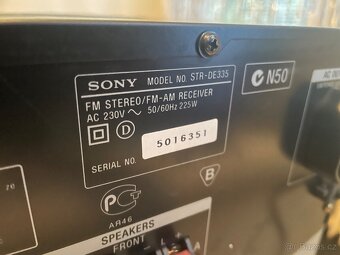 SONY MODEL NO. STR-DE335
FM STEREO/FM-AM RECEIVER
AC 230V ~ 50/60Hz 225W
D
SERIAL NO. 5016351
N50
B
AR46
SPEAKERS
FRONT
A